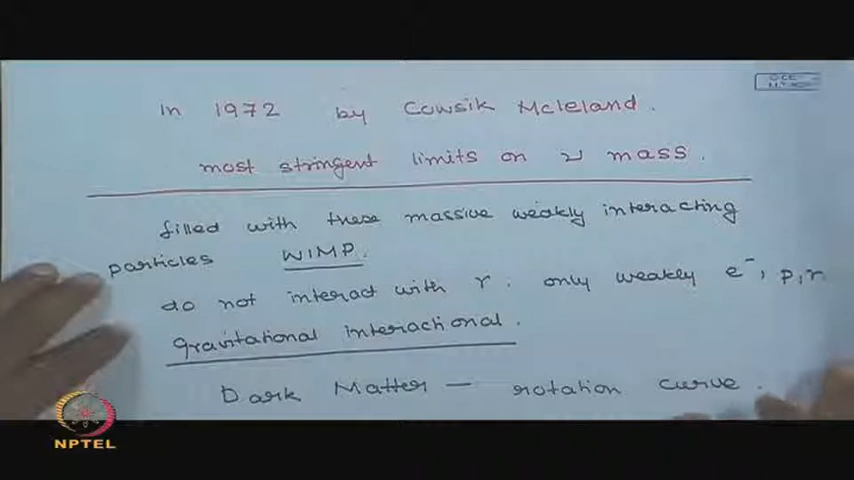 In 1972 by Cowsik Mcleland.
most stringent limits on ν mass.
filled with these massive weakly interacting
particles WIMP.
do not interact with γ. only weakly e⁻, p, n
gravitational interactional.
Dark Matter — rotation curve.
NPTEL